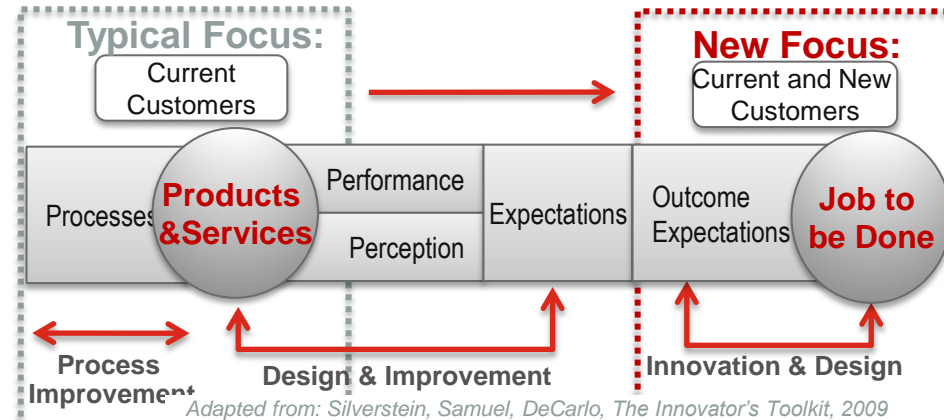 Typical Focus:
New Focus:
Current
Customers
Current and New
Customers
Processes
Products
&Services
Performance
Perception
Expectations
Outcome
Expectations
Job to
be Done
Process
Improvement
Design & Improvement
Innovation & Design
Adapted from: Silverstein, Samuel, DeCarlo, The Innovator's Toolkit, 2009